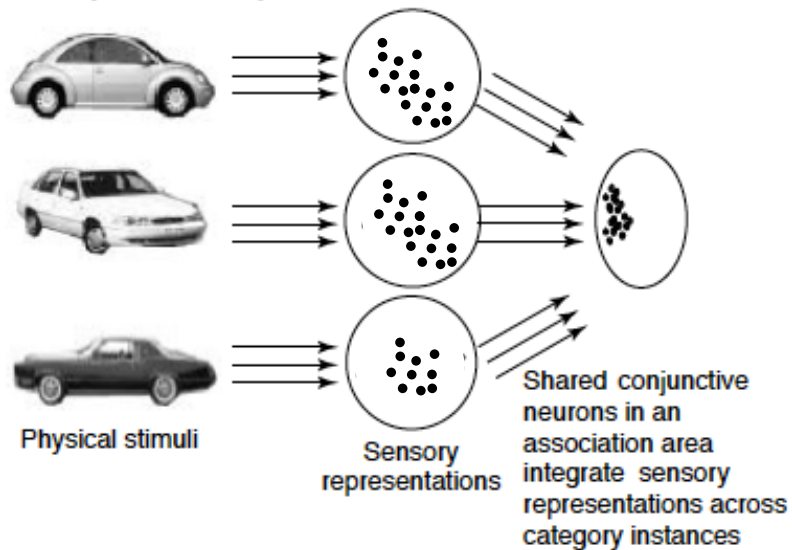 Physical stimuli
Sensory
representations
Shared conjunctive
neurons in an
association area
integrate sensory
representations across
category instances